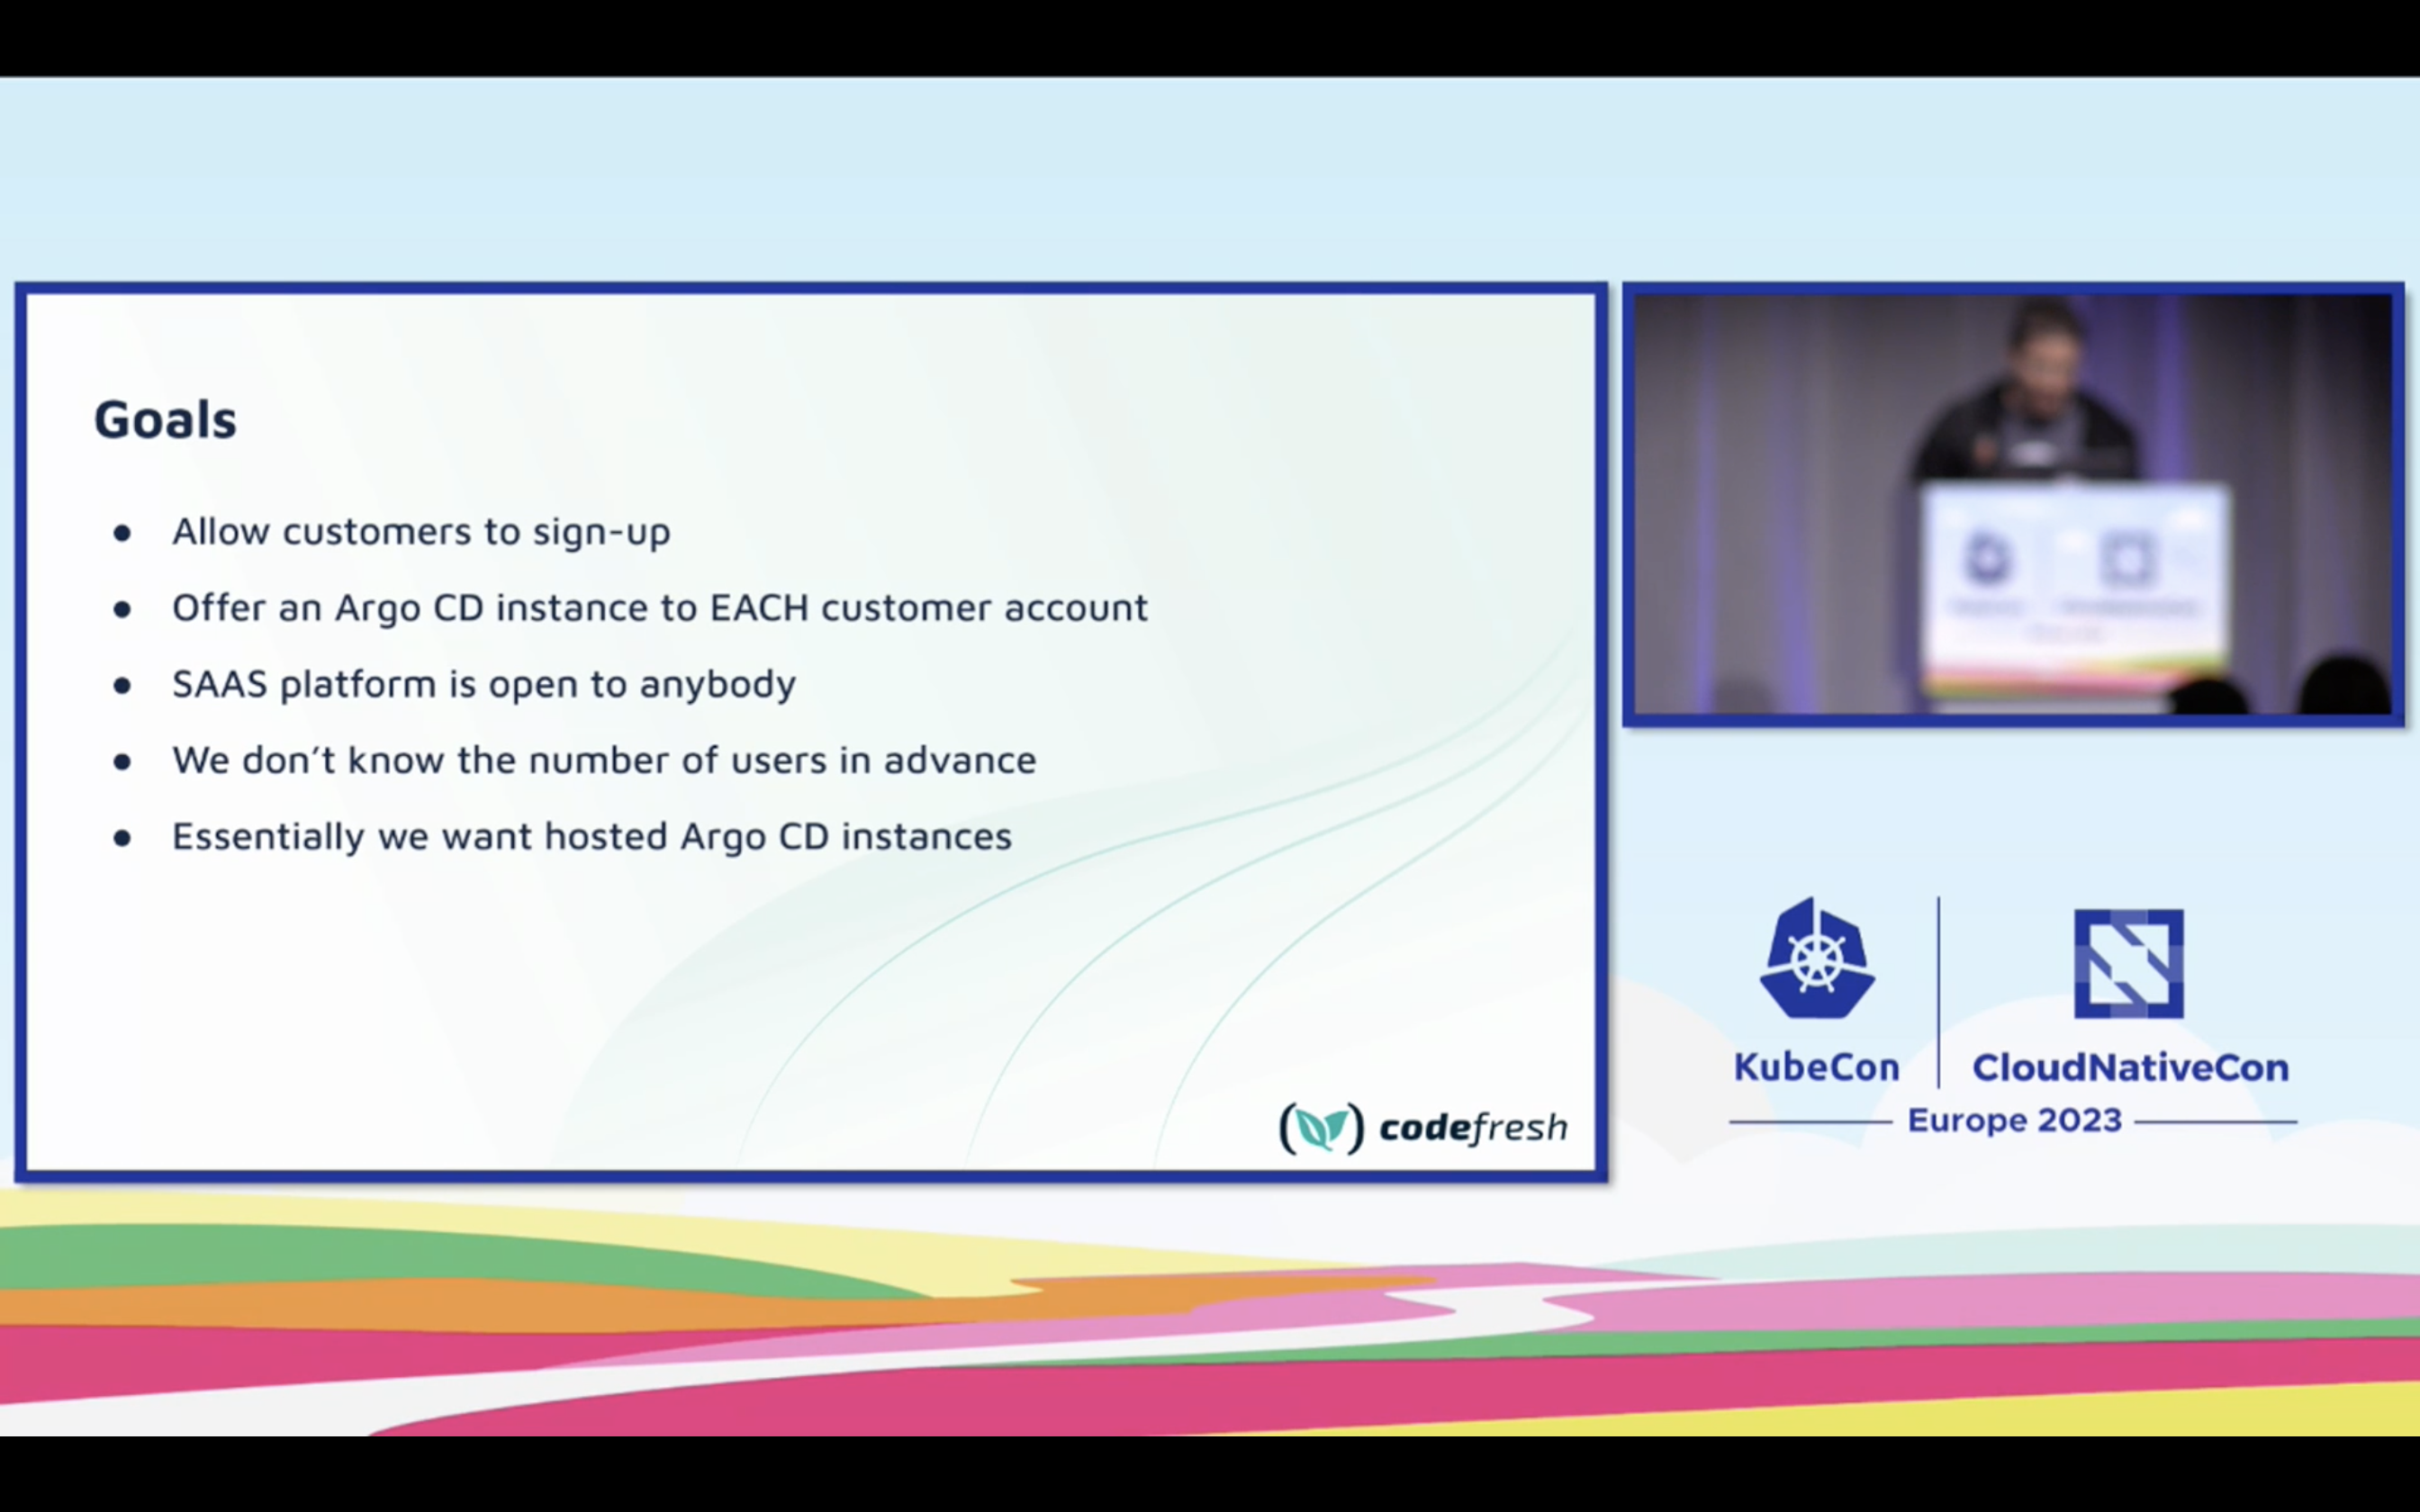 Goals
● Allow customers to sign-up
● Offer an Argo CD instance to EACH customer account
● SAAS platform is open to anybody
● We don’t know the number of users in advance
● Essentially we want hosted Argo CD instances
codefresh
KubeCon
CloudNativeCon
Europe 2023